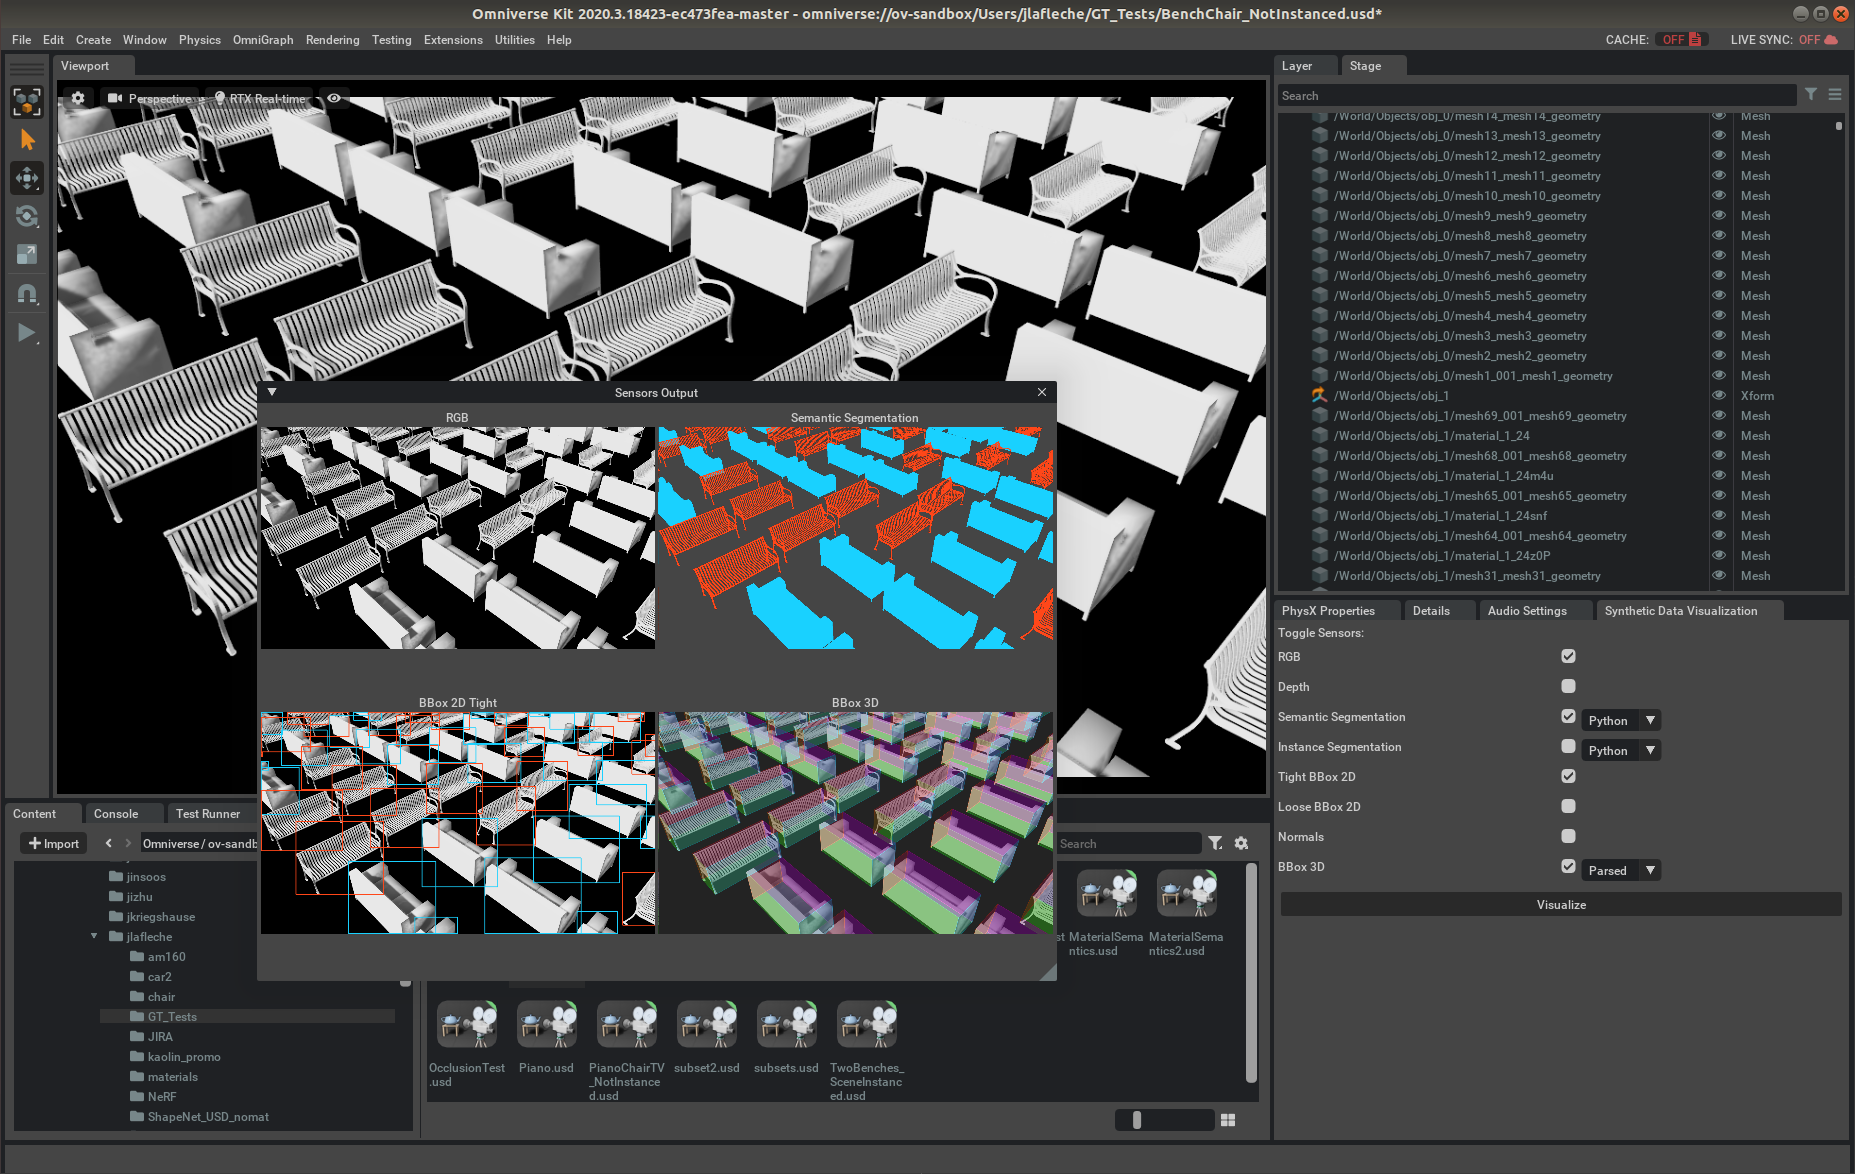 Omniverse Kit 2020.3.18423-ec473fea-master - omniverse://ov-sandbox/Users/jlafleche/GT_Tests/BenchChair_NotInstanced.usd*
File Edit Create Window Physics OmniGraph Rendering Testing Extensions Utilities Help
CACHE: OFF LIVE SYNC: OFF
Viewport
Perspective RTX Real-time
Layer Stage
Search
/World/Objects/obj_0/mesh14_mesh14_geometry Mesh
/World/Objects/obj_0/mesh13_mesh13_geometry Mesh
/World/Objects/obj_0/mesh12_mesh12_geometry Mesh
/World/Objects/obj_0/mesh11_mesh11_geometry Mesh
/World/Objects/obj_0/mesh10_mesh10_geometry Mesh
/World/Objects/obj_0/mesh9_mesh9_geometry Mesh
/World/Objects/obj_0/mesh8_mesh8_geometry Mesh
/World/Objects/obj_0/mesh7_mesh7_geometry Mesh
/World/Objects/obj_0/mesh6_mesh6_geometry Mesh
/World/Objects/obj_0/mesh5_mesh5_geometry Mesh
/World/Objects/obj_0/mesh4_mesh4_geometry Mesh
/World/Objects/obj_0/mesh3_mesh3_geometry Mesh
/World/Objects/obj_0/mesh2_mesh2_geometry Mesh
/World/Objects/obj_0/mesh1_001_mesh1_geometry Mesh
/World/Objects/obj_1 Xform
/World/Objects/obj_1/mesh69_001_mesh69_geometry Mesh
/World/Objects/obj_1/material_1_24 Mesh
/World/Objects/obj_1/mesh68_001_mesh68_geometry Mesh
/World/Objects/obj_1/material_1_24m4u Mesh
/World/Objects/obj_1/mesh65_001_mesh65_geometry Mesh
/World/Objects/obj_1/material_1_24snf Mesh
/World/Objects/obj_1/mesh64_001_mesh64_geometry Mesh
/World/Objects/obj_1/material_1_24z0P Mesh
/World/Objects/obj_1/mesh31_mesh31_geometry Mesh
Sensors Output
RGB Semantic Segmentation
BBox 2D Tight BBox 3D
PhysX Properties Details Audio Settings Synthetic Data Visualization
Toggle Sensors:
RGB
Depth
Semantic Segmentation Python
Instance Segmentation Python
Tight BBox 2D
Loose BBox 2D
Normals
BBox 3D Parsed
Visualize
Content Console Test Runner
Import Omniverse / ov-sandb
Search
jinsoos
jizhu
jkriegshause
jlafleche
am160
car2
chair
GT_Tests
JIRA
kaolin_promo
materials
NeRF
ShapeNet_USD_nomat
st MaterialSema
ntics.usd
MaterialSema
ntics2.usd
OcclusionTest
.usd
Piano.usd
PianoChairTV
_NotInstance
d.usd
subset2.usd
subsets.usd
TwoBenches_
SceneInstanc
ed.usd